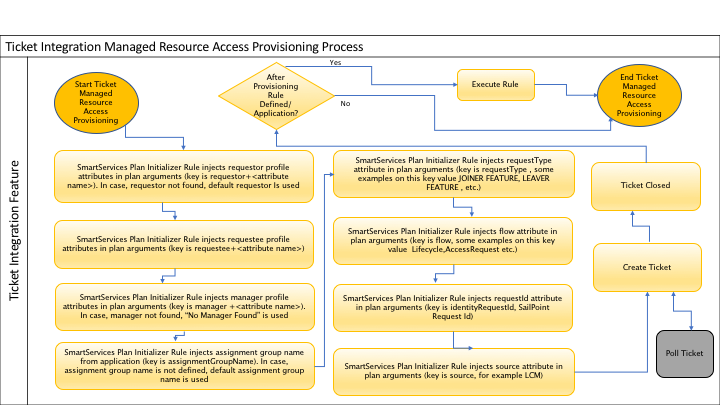 Ticket Integration Managed Resource Access Provisioning Process
Ticket Integration Feature
Start Ticket
Managed
Resource
Access
Provisioning
After
Provisioning
Rule
Defined/
Application?
Yes
No
Execute Rule
End Ticket
Managed
Resource
Access
Provisioning
SmartServices Plan Initializer Rule injects requestor profile
attributes in plan arguments (key is requestor+<attribute
name>). In case, requestor not found, default requestor Is used
SmartServices Plan Initializer Rule injects requestee profile
attributes in plan arguments (key is requestee+<attribute name>)
SmartServices Plan Initializer Rule injects manager profile
attributes in plan arguments (key is manager +<attribute name>).
In case, manager not found, “No Manager Found” is used
SmartServices Plan Initializer Rule injects assignment group name
from application (key is assignmentGroupName). In case,
assignment group name is not defined, default assignment group
name is used
SmartServices Plan Initializer Rule injects requestType
attribute in plan arguments (key is requestType , some
examples on this key value JOINER FEATURE, LEAVER
FEATURE , etc.)
SmartServices Plan Initializer Rule injects flow attribute in
plan arguments (key is flow, some examples on this key
value Lifecycle,AccessRequest etc.)
SmartServices Plan Initializer Rule injects requestId attribute
in plan arguments (key is identityRequestId, SailPoint
Request Id)
SmartServices Plan Initializer Rule injects source attribute in
plan arguments (key is source, for example LCM)
Ticket Closed
Create Ticket
Poll Ticket